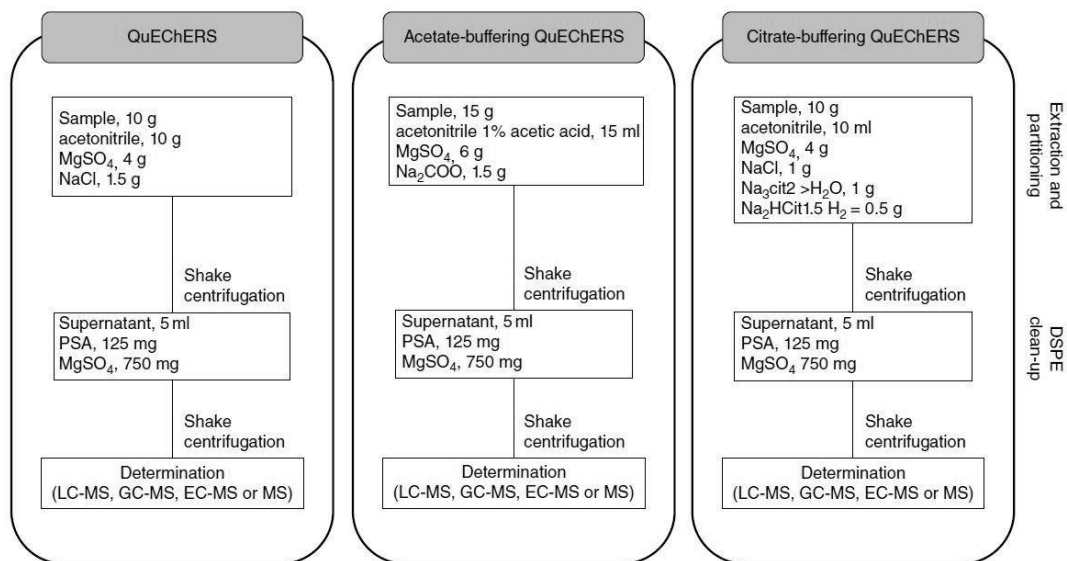 QuEChERS
Sample, 10 g
acetonitrile, 10 g
MgSO₄, 4 g
NaCl, 1.5 g
Shake
centrifugation
Supernatant, 5 ml
PSA, 125 mg
MgSO₄, 750 mg
Shake
centrifugation
Determination
(LC-MS, GC-MS, EC-MS or MS)
Acetate-buffering QuEChERS
Sample, 15 g
acetonitrile 1% acetic acid, 15 ml
MgSO₄, 6 g
Na₂COO, 1.5 g
Shake
centrifugation
Supernatant, 5 ml
PSA, 125 mg
MgSO₄, 750 mg
Shake
centrifugation
Determination
(LC-MS, GC-MS, EC-MS or MS)
Citrate-buffering QuEChERS
Sample, 10 g
acetonitrile, 10 ml
MgSO₄, 4 g
NaCl, 1 g
Na₃cit2 >H₂O, 1 g
Na₂HCit1.5 H₂ = 0.5 g
Shake
centrifugation
Supernatant, 5 ml
PSA, 125 mg
MgSO₄ 750 mg
Shake
centrifugation
Determination
(LC-MS, GC-MS, EC-MS or MS)
Extraction and
partitioning
DSPE
clean-up